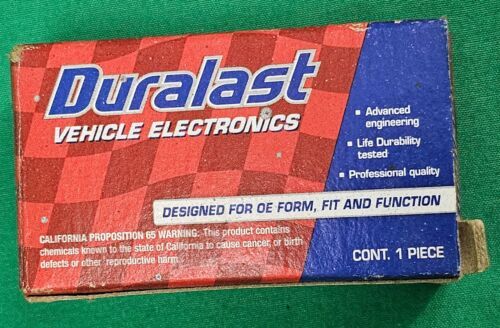 Duralast
VEHICLE ELECTRONICS
▪ Advanced
engineering
▪ Life Durability
tested
▪ Professional quality
DESIGNED FOR OE FORM, FIT AND FUNCTION
CALIFORNIA PROPOSITION 65 WARNING: This product contains
chemicals known to the state of California to cause cancer, or birth
defects or other reproductive harm.
CONT. 1 PIECE